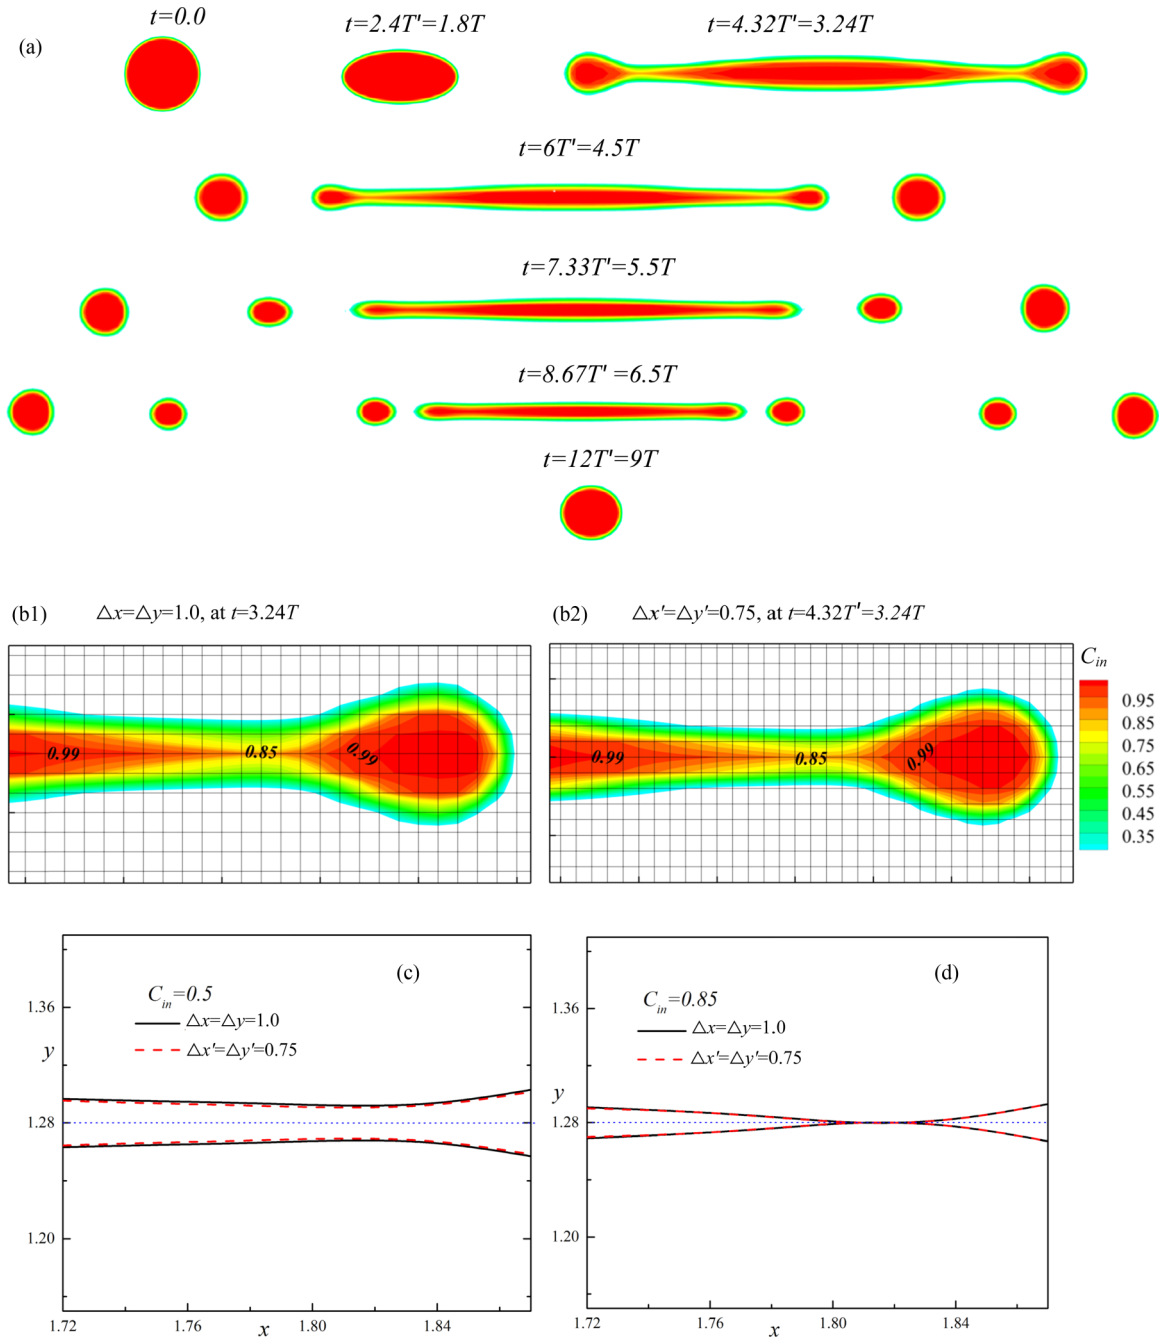 t=0.0
t=2.4T'=1.8T
t=4.32T'=3.24T
(a)
t=6T'=4.5T
t=7.33T'=5.5T
t=8.67T' =6.5T
t=12T'=9T
(b1) △x=△y=1.0, at t=3.24T
(b2) △x'=△y'=0.75, at t=4.32T'=3.24T
C_in
0.95
0.85
0.75
0.65
0.55
0.45
0.35
0.99 0.85 0.99
0.99 0.85 0.99
(c)
C_in=0.5
△x=△y=1.0
△x'=△y'=0.75
1.36
y
1.28
1.20
1.72 1.76 1.80 1.84
x
(d)
C_in=0.85
△x=△y=1.0
△x'=△y'=0.75
1.36
y
1.28
1.20
1.72 1.76 1.80 1.84
x